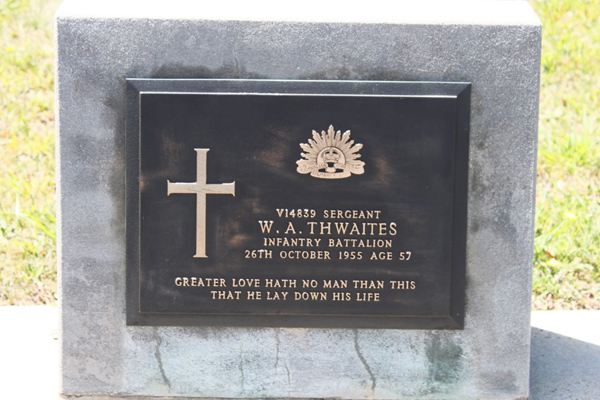 V14839 SERGEANT
W. A. THWAITES
INFANTRY BATTALION
26TH OCTOBER 1955 AGE 57
GREATER LOVE HATH NO MAN THAN THIS
THAT HE LAY DOWN HIS LIFE